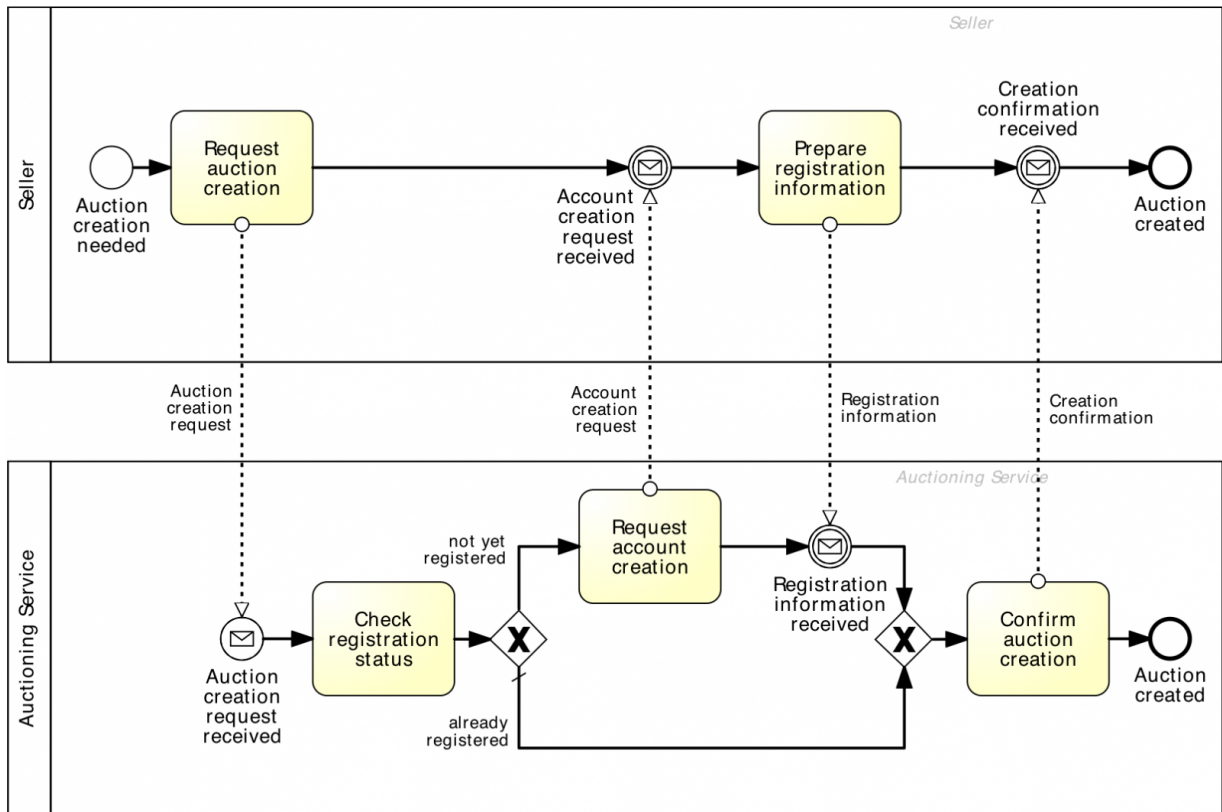 Seller
Seller
Auction
creation
needed
Request
auction
creation
Account
creation
request
received
Prepare
registration
information
Creation
confirmation
received
Auction
created
Auction
creation
request
Account
creation
request
Registration
information
Creation
confirmation
Auctioning Service
Auctioning Service
Auction
creation
request
received
Check
registration
status
X
not yet
registered
already
registered
Request
account
creation
Registration
information
received
X
Confirm
auction
creation
Auction
created